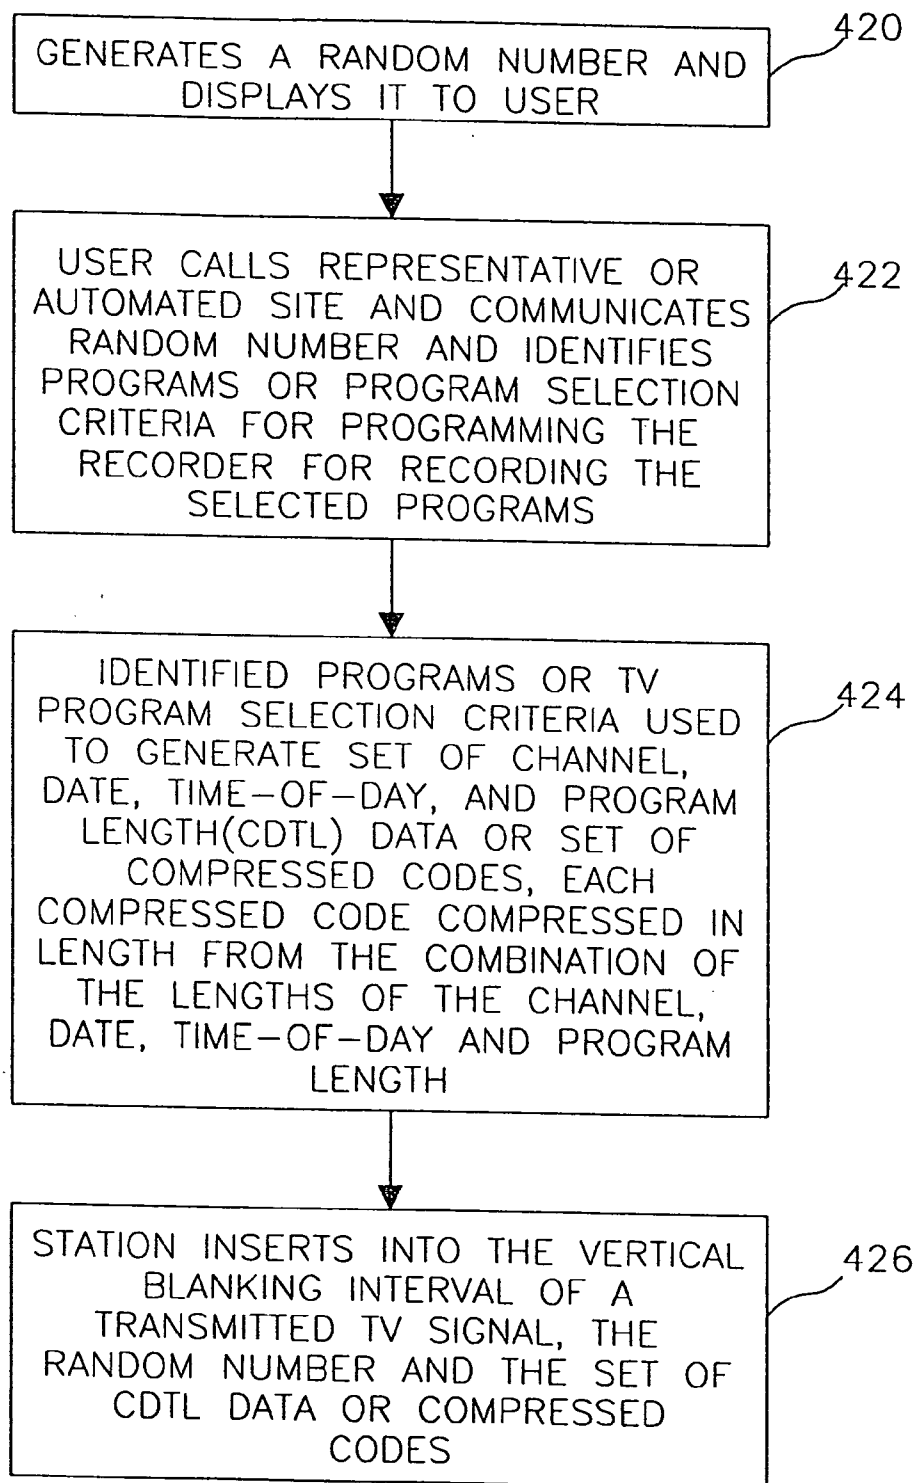 GENERATES A RANDOM NUMBER AND
DISPLAYS IT TO USER
420
USER CALLS REPRESENTATIVE OR
AUTOMATED SITE AND COMMUNICATES
RANDOM NUMBER AND IDENTIFIES
PROGRAMS OR PROGRAM SELECTION
CRITERIA FOR PROGRAMMING THE
RECORDER FOR RECORDING THE
SELECTED PROGRAMS
422
IDENTIFIED PROGRAMS OR TV
PROGRAM SELECTION CRITERIA USED
TO GENERATE SET OF CHANNEL,
DATE, TIME-OF-DAY, AND PROGRAM
LENGTH(CDTL) DATA OR SET OF
COMPRESSED CODES, EACH
COMPRESSED CODE COMPRESSED IN
LENGTH FROM THE COMBINATION OF
THE LENGTHS OF THE CHANNEL,
DATE, TIME-OF-DAY AND PROGRAM
LENGTH
424
STATION INSERTS INTO THE VERTICAL
BLANKING INTERVAL OF A
TRANSMITTED TV SIGNAL, THE
RANDOM NUMBER AND THE SET OF
CDTL DATA OR COMPRESSED
CODES
426